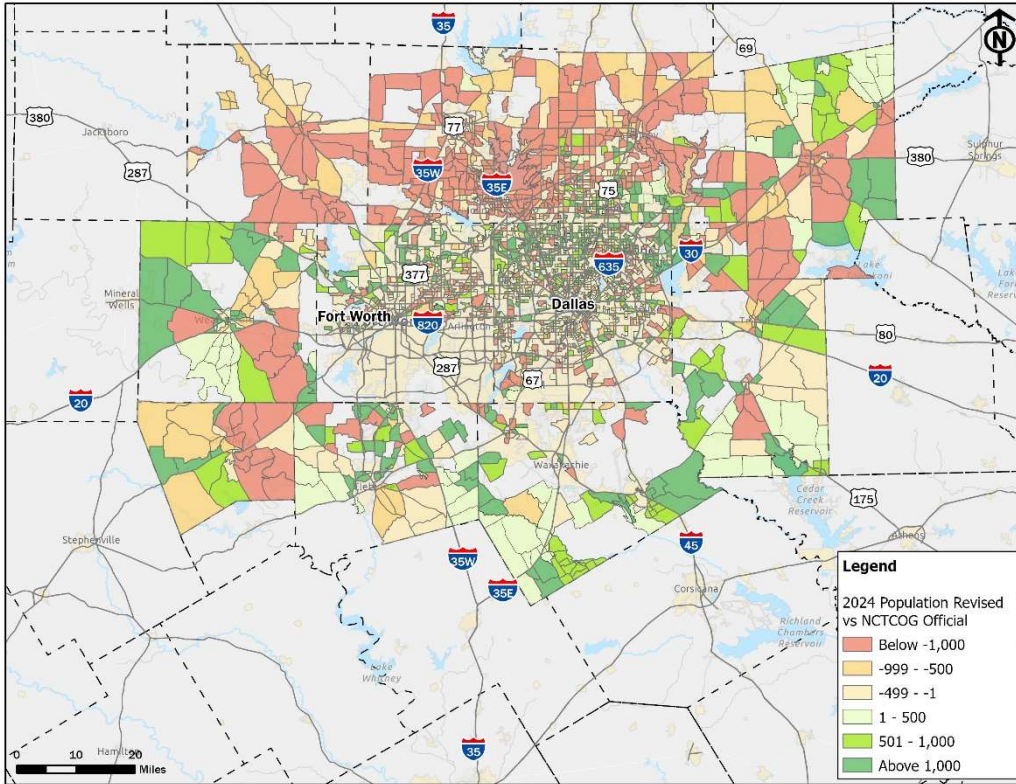 35
69
N
380
Jacksboro
77
287
380
Sulphur
Springs
35W
35E
75
30
635
377
Mineral
Wells
Fort Worth
820
Arlington
Dallas
80
287
67
20
20
Waxahachie
Cedar
Creek
Reservoir
175
Stephenville
Athens
45
35W
35E
Corsicana
Richland
Chambers
Reservoir
Lake
Whitney
Hamilton
35
0 10 20
Miles
Legend
2024 Population Revised
vs NCTCOG Official
Below -1,000
-999 - -500
-499 - -1
1 - 500
501 - 1,000
Above 1,000